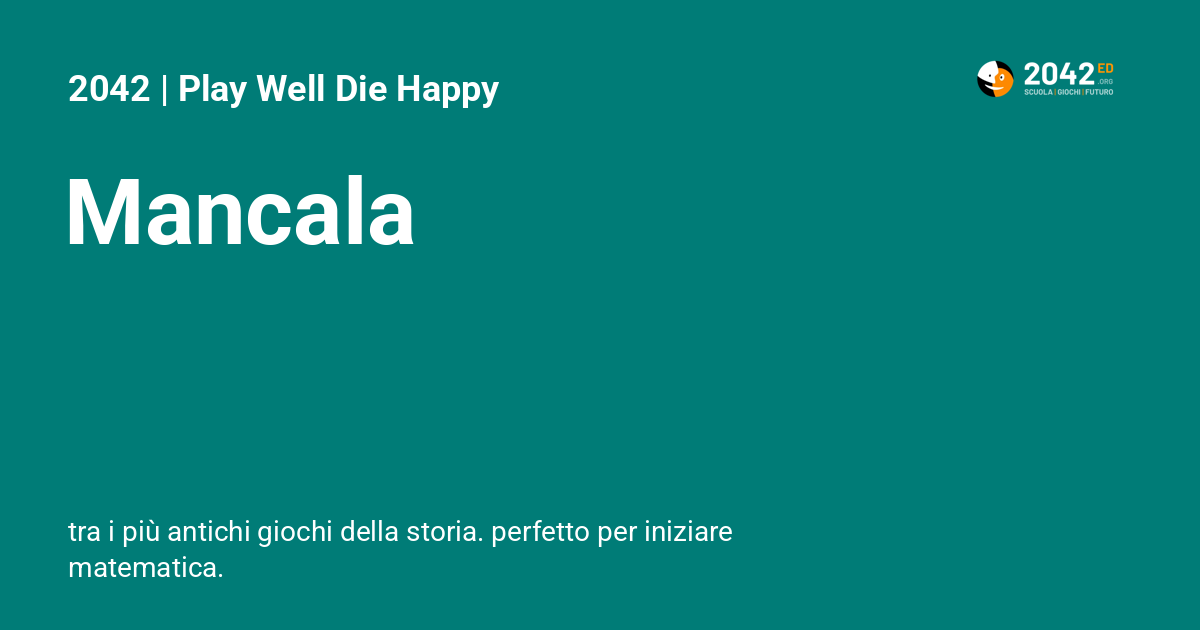 2042 | Play Well Die Happy
2042 ED
.ORG
SCUOLA | GIOCHI | FUTURO
Mancala
tra i più antichi giochi della storia. perfetto per iniziare
matematica.